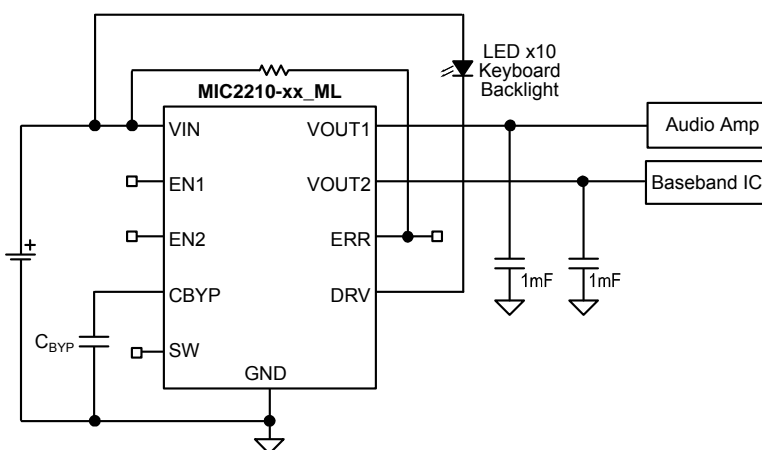 LED x10
Keyboard
Backlight
MIC2210-xx_ML
VIN
VOUT1
Audio Amp
EN1
VOUT2
Baseband IC
EN2
ERR
+
CBYP
DRV
1mF
1mF
CBYP
SW
GND